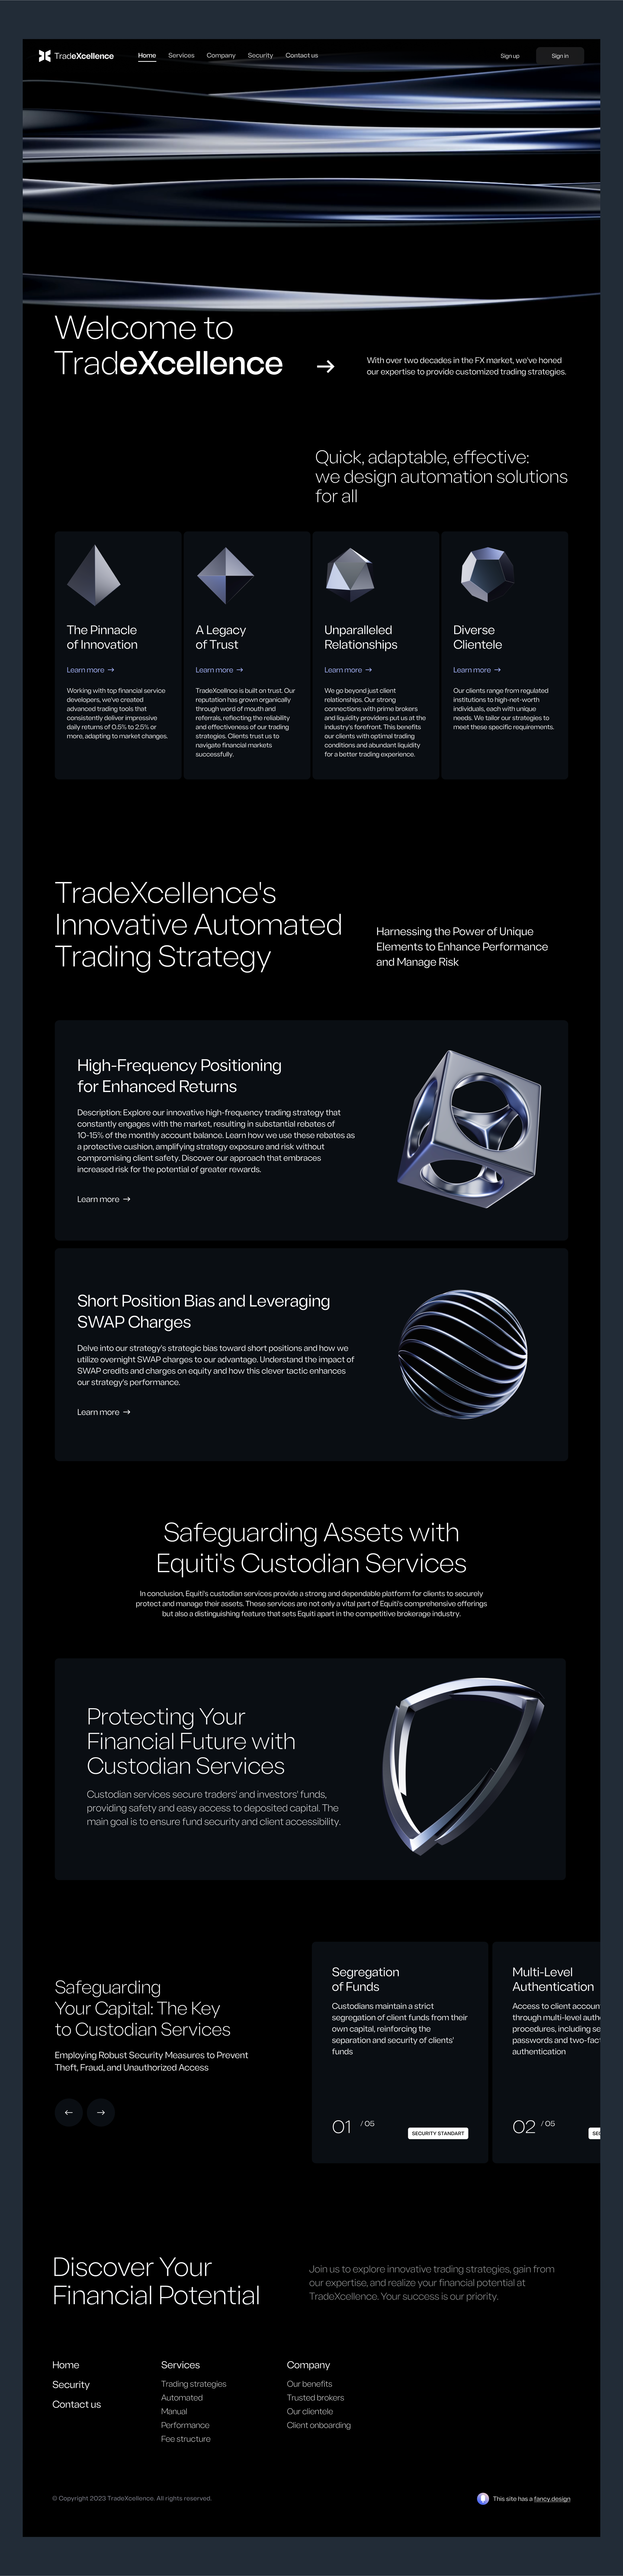 TradeXcellence
Home Services Company Security Contact us
Sign up Sign in
Welcome to
TradeXcellence
→
With over two decades in the FX market, we've honed
our expertise to provide customized trading strategies.
Quick, adaptable, effective:
we design automation solutions
for all
The Pinnacle
of Innovation
Learn more →
Working with top financial service
developers, we've created
advanced trading tools that
consistently deliver impressive
daily returns of 0.5% to 2.5% or
more, adapting to market changes.
A Legacy
of Trust
Learn more →
TradeXcellnce is built on trust. Our
reputation has grown organically
through word of mouth and
referrals, reflecting the reliability
and effectiveness of our trading
strategies. Clients trust us to
navigate financial markets
successfully.
Unparalleled
Relationships
Learn more →
We go beyond just client
relationships. Our strong
connections with prime brokers
and liquidity providers put us at the
industry's forefront. This benefits
our clients with optimal trading
conditions and abundant liquidity
for a better trading experience.
Diverse
Clientele
Learn more →
Our clients range from regulated
institutions to high-net-worth
individuals, each with unique
needs. We tailor our strategies to
meet these specific requirements.
TradeXcellence's
Innovative Automated
Trading Strategy
Harnessing the Power of Unique
Elements to Enhance Performance
and Manage Risk
High-Frequency Positioning
for Enhanced Returns
Description: Explore our innovative high-frequency trading strategy that
constantly engages with the market, resulting in substantial rebates of
10-15% of the monthly account balance. Learn how we use these rebates as
a protective cushion, amplifying strategy exposure and risk without
compromising client safety. Discover our approach that embraces
increased risk for the potential of greater rewards.
Learn more →
Short Position Bias and Leveraging
SWAP Charges
Delve into our strategy's strategic bias toward short positions and how we
utilize overnight SWAP charges to our advantage. Understand the impact of
SWAP credits and charges on equity and how this clever tactic enhances
our strategy's performance.
Learn more →
Safeguarding Assets with
Equiti's Custodian Services
In conclusion, Equiti's custodian services provide a strong and dependable platform for clients to securely
protect and manage their assets. These services are not only a vital part of Equiti's comprehensive offerings
but also a distinguishing feature that sets Equiti apart in the competitive brokerage industry.
Protecting Your
Financial Future with
Custodian Services
Custodian services secure traders' and investors' funds,
providing safety and easy access to deposited capital. The
main goal is to ensure fund security and client accessibility.
Safeguarding
Your Capital: The Key
to Custodian Services
Employing Robust Security Measures to Prevent
Theft, Fraud, and Unauthorized Access
← →
Segregation
of Funds
Custodians maintain a strict
segregation of client funds from their
own capital, reinforcing the
separation and security of clients'
funds
01 / 05
SECURITY STANDART
Multi-Level
Authentication
Access to client accoun
through multi-level auth
procedures, including se
passwords and two-fac
authentication
02 / 05
SE
Discover Your
Financial Potential
Join us to explore innovative trading strategies, gain from
our expertise, and realize your financial potential at
TradeXcellence. Your success is our priority.
Home
Security
Contact us
Services
Trading strategies
Automated
Manual
Performance
Fee structure
Company
Our benefits
Trusted brokers
Our clientele
Client onboarding
© Copyright 2023 TradeXcellence. All rights reserved.
This site has a fancy.design